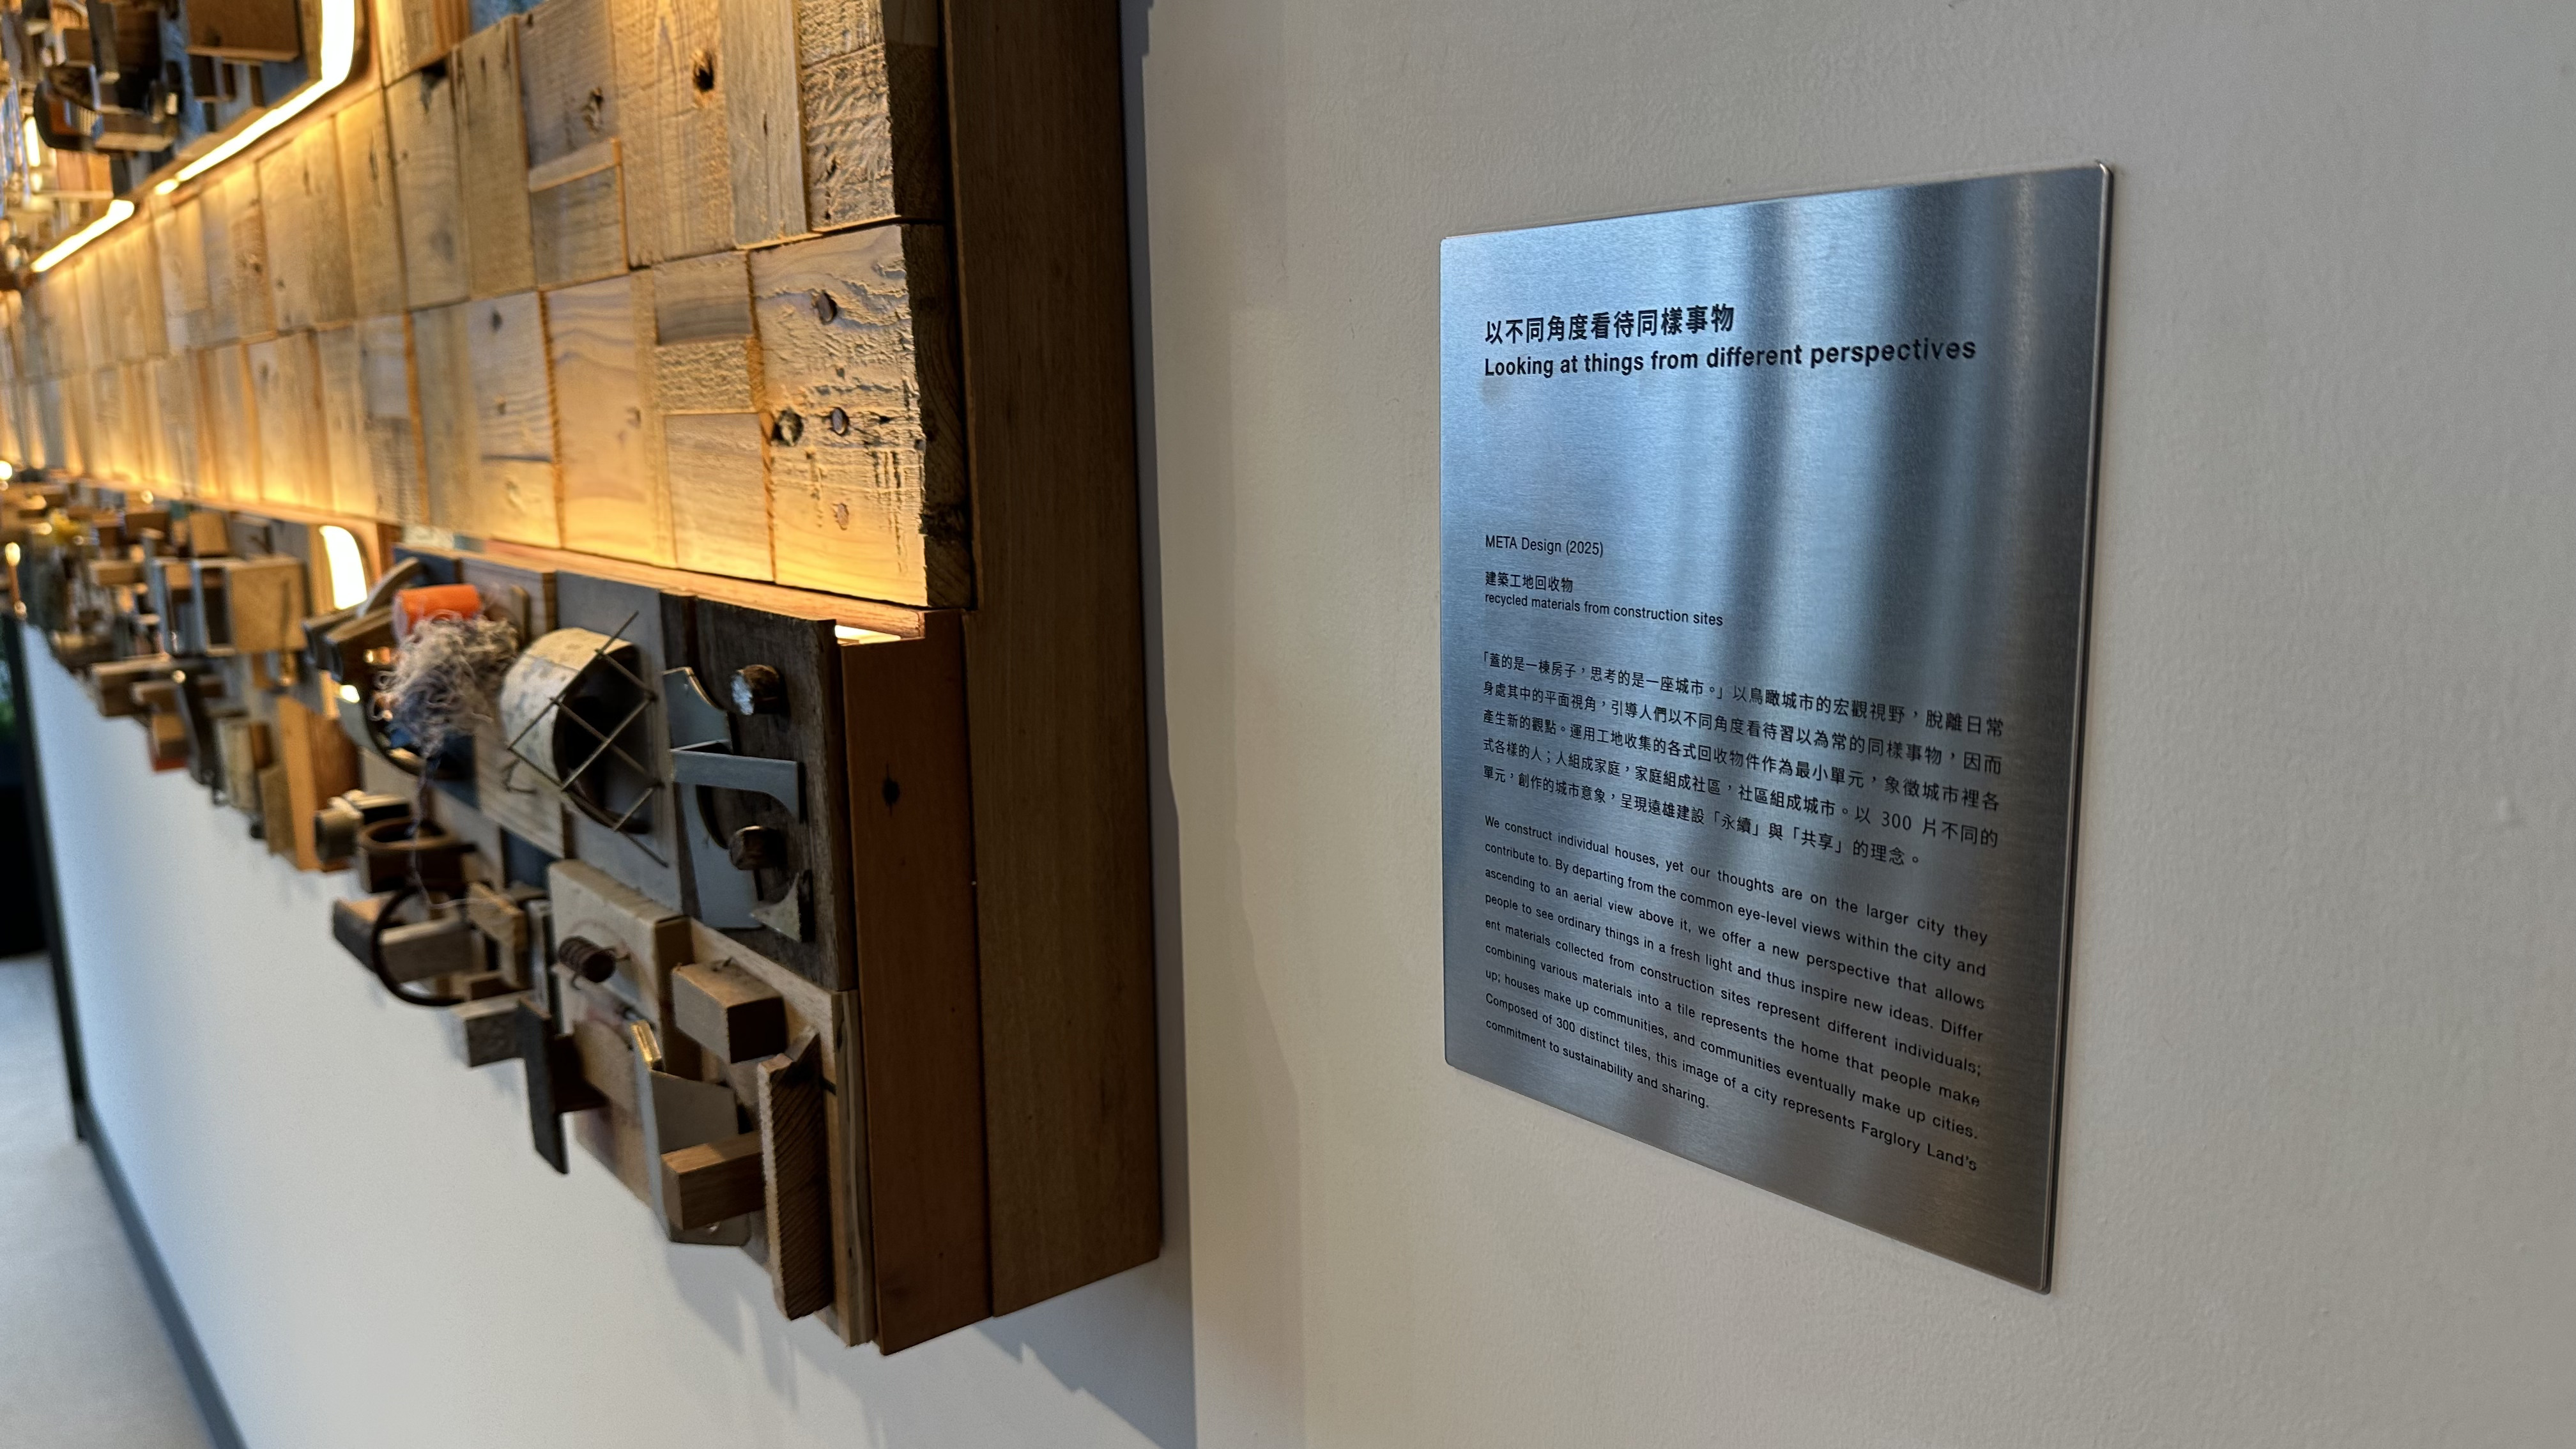 以不同角度看待同樣事物
Looking at things from different perspectives
META Design (2025)
建築工地回收物
recycled materials from construction sites
「蓋的是一棟房子，思考的是一座城市。」以鳥瞰城市的宏觀視野，脫離日常
身處其中的平面視角，引導人們以不同角度看待習以為常的同樣事物，因而
產生新的觀點。運用工地收集的各式回收物件作為最小單元，象徵城市裡各
式各樣的人；人組成家庭，家庭組成社區，社區組成城市。以 300 片不同的
單元，創作的城市意象，呈現遠雄建設「永續」與「共享」的理念。
We construct individual houses, yet our thoughts are on the larger city they
contribute to. By departing from the common eye-level views within the city and
ascending to an aerial view above it, we offer a new perspective that allows
people to see ordinary things in a fresh light and thus inspire new ideas. Differ
ent materials collected from construction sites represent different individuals;
combining various materials into a tile represents the home that people make
up; houses make up communities, and communities eventually make up cities.
Composed of 300 distinct tiles, this image of a city represents Farglory Land's
commitment to sustainability and sharing.